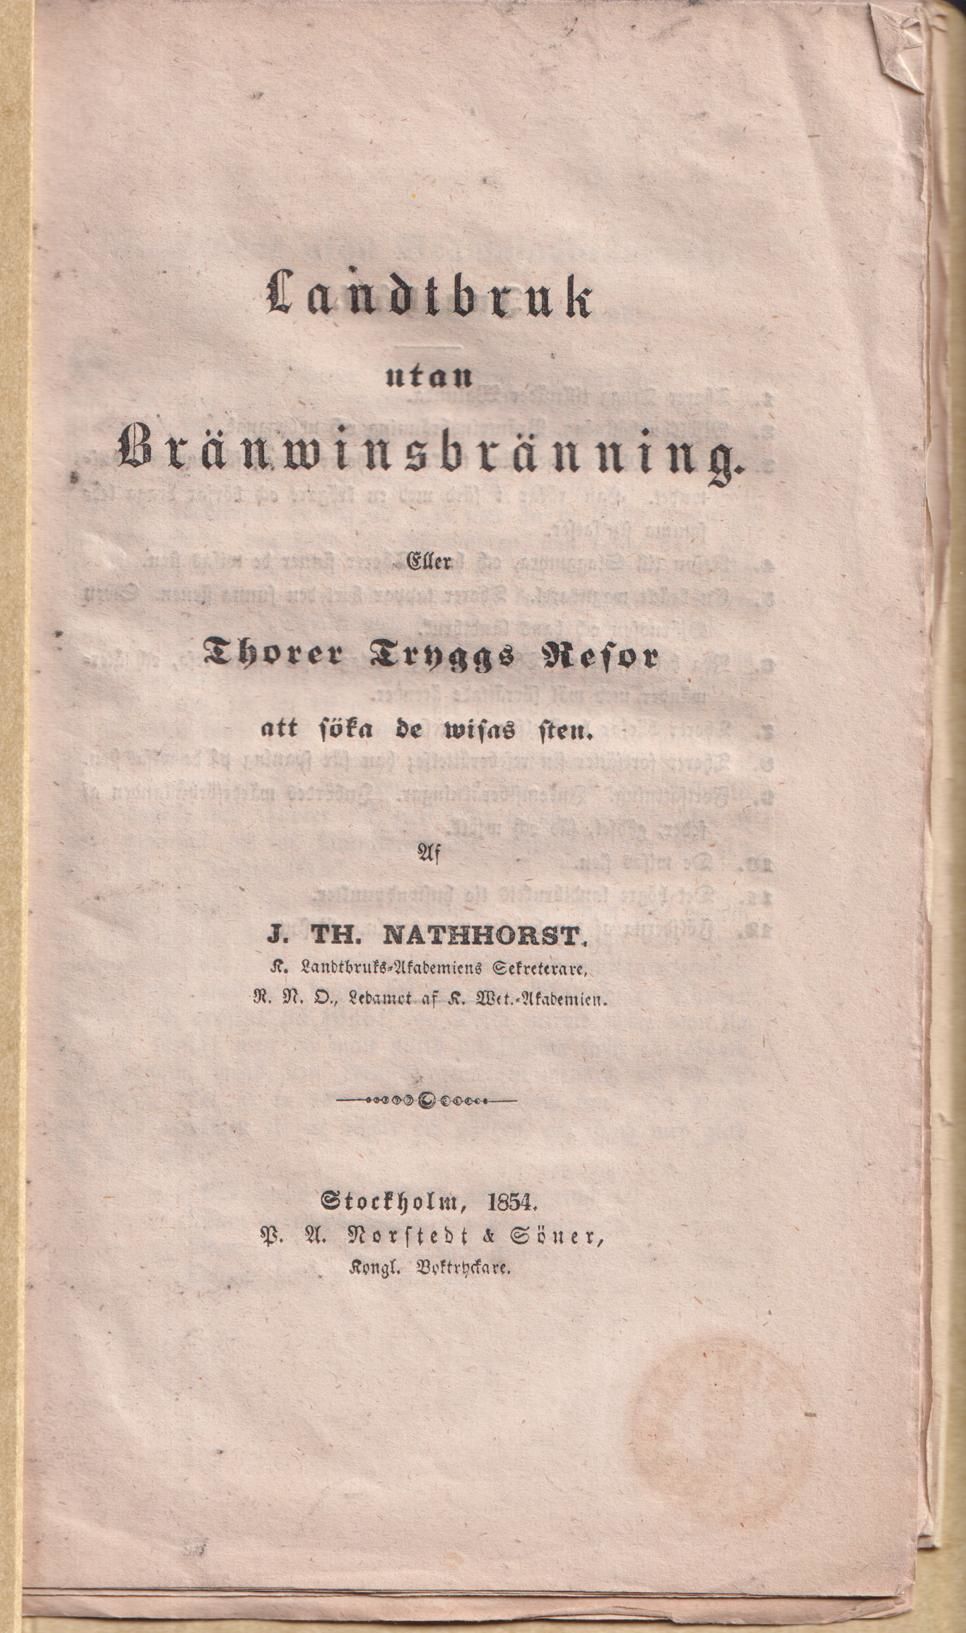 Landtbruk
utan
Bränwinsbränning.
Eller
Thorer Tryggs Resor
att söka de wisas sten.
Af
J. TH. NATHHORST.
K. Landtbruks-Akademiens Sekreterare,
R. N. O., Ledamot af K. Wet.-Akademien.
Stockholm, 1854.
P. A. Norstedt & Söner,
Kongl. Boktryckare.